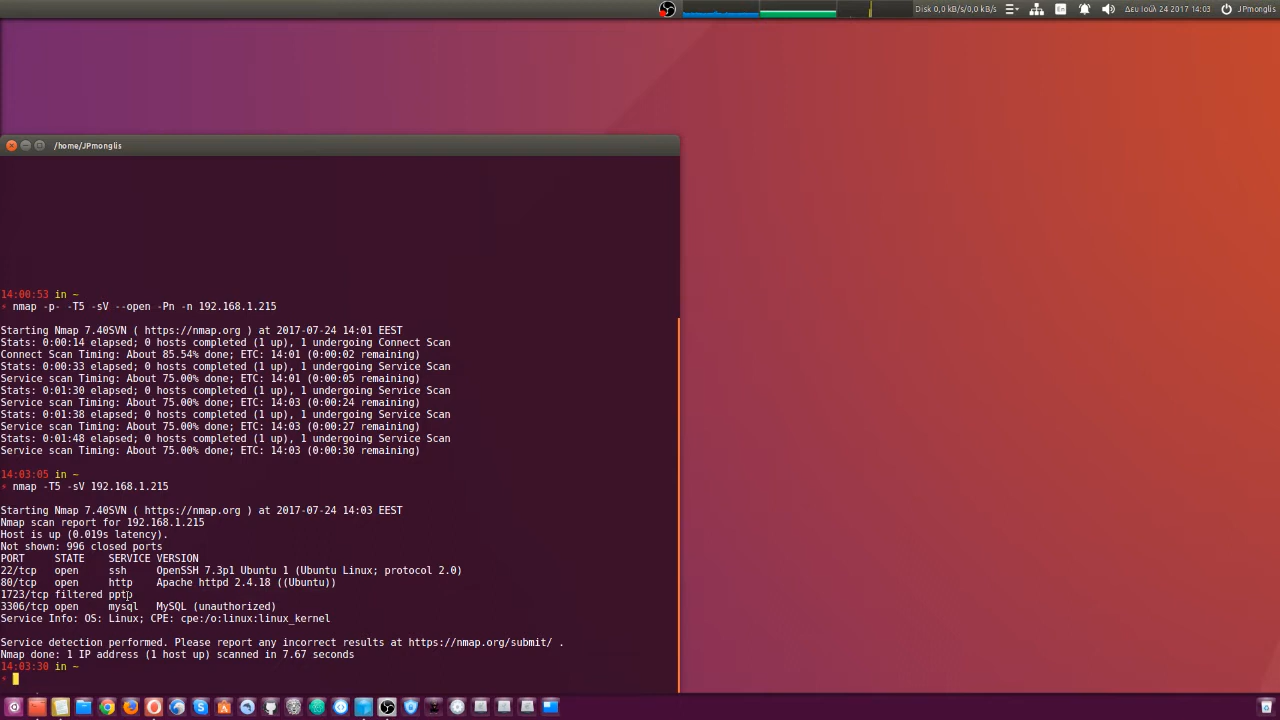 Disk 0,0 kB/s/0,0 kB/s En Δευ Ιούλ 24 2017 14:03 JPmonglis
/home/JPmonglis
14:00:53 in ~
nmap -p- -T5 -sV --open -Pn -n 192.168.1.215
Starting Nmap 7.40SVN ( https://nmap.org ) at 2017-07-24 14:01 EEST
Stats: 0:00:14 elapsed; 0 hosts completed (1 up), 1 undergoing Connect Scan
Connect Scan Timing: About 85.54% done; ETC: 14:01 (0:00:02 remaining)
Stats: 0:00:33 elapsed; 0 hosts completed (1 up), 1 undergoing Service Scan
Service scan Timing: About 75.00% done; ETC: 14:01 (0:00:05 remaining)
Stats: 0:01:30 elapsed; 0 hosts completed (1 up), 1 undergoing Service Scan
Service scan Timing: About 75.00% done; ETC: 14:03 (0:00:24 remaining)
Stats: 0:01:38 elapsed; 0 hosts completed (1 up), 1 undergoing Service Scan
Service scan Timing: About 75.00% done; ETC: 14:03 (0:00:27 remaining)
Stats: 0:01:48 elapsed; 0 hosts completed (1 up), 1 undergoing Service Scan
Service scan Timing: About 75.00% done; ETC: 14:03 (0:00:30 remaining)
14:03:05 in ~
nmap -T5 -sV 192.168.1.215
Starting Nmap 7.40SVN ( https://nmap.org ) at 2017-07-24 14:03 EEST
Nmap scan report for 192.168.1.215
Host is up (0.019s latency).
Not shown: 996 closed ports
PORT STATE SERVICE VERSION
22/tcp open ssh OpenSSH 7.3p1 Ubuntu 1 (Ubuntu Linux; protocol 2.0)
80/tcp open http Apache httpd 2.4.18 ((Ubuntu))
1723/tcp filtered pptp
3306/tcp open mysql MySQL (unauthorized)
Service Info: OS: Linux; CPE: cpe:/o:linux:linux_kernel
Service detection performed. Please report any incorrect results at https://nmap.org/submit/ .
Nmap done: 1 IP address (1 host up) scanned in 7.67 seconds
14:03:30 in ~